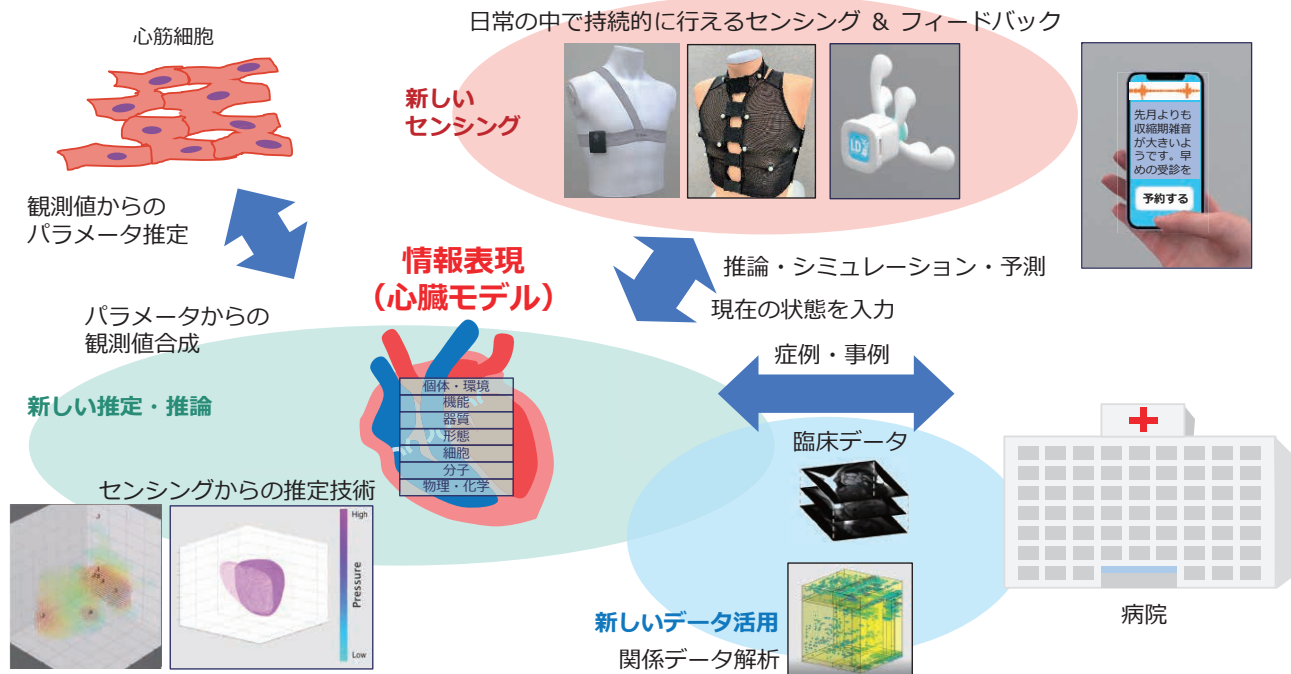 日常の中で持続的に行えるセンシング & フィードバック
心筋細胞
新しい
センシング
LD
先月よりも
収縮期雑音
が大きいよ
うです。早
めの受診を
予約する
観測値からの
パラメータ推定
情報表現
（心臓モデル）
推論・シミュレーション・予測
現在の状態を入力
パラメータからの
観測値合成
症例・事例
新しい推定・推論
個体・環境
機能
器質
形態
細胞
分子
物理・化学
臨床データ
センシングからの推定技術
High
Pressure
Low
新しいデータ活用
関係データ解析
病院